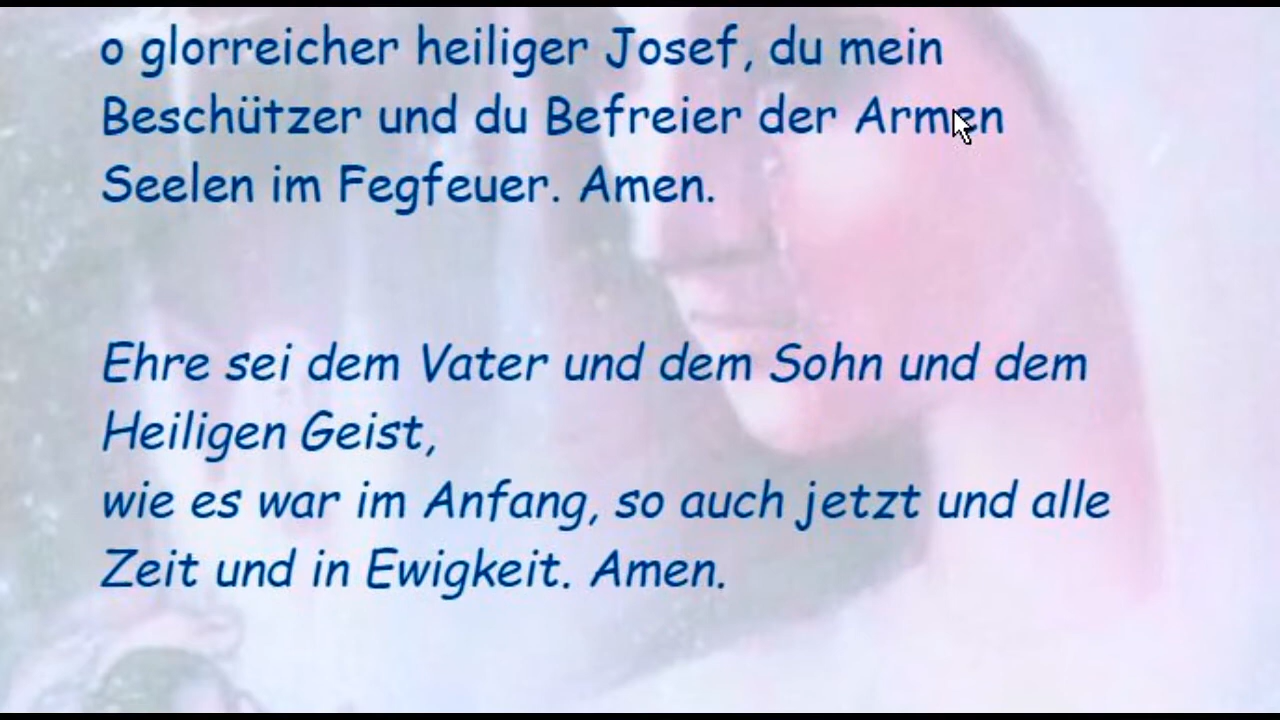 o glorreicher heiliger Josef, du mein
Beschützer und du Befreier der Armen
Seelen im Fegfeuer. Amen.
Ehre sei dem Vater und dem Sohn und dem
Heiligen Geist,
wie es war im Anfang, so auch jetzt und alle
Zeit und in Ewigkeit. Amen.